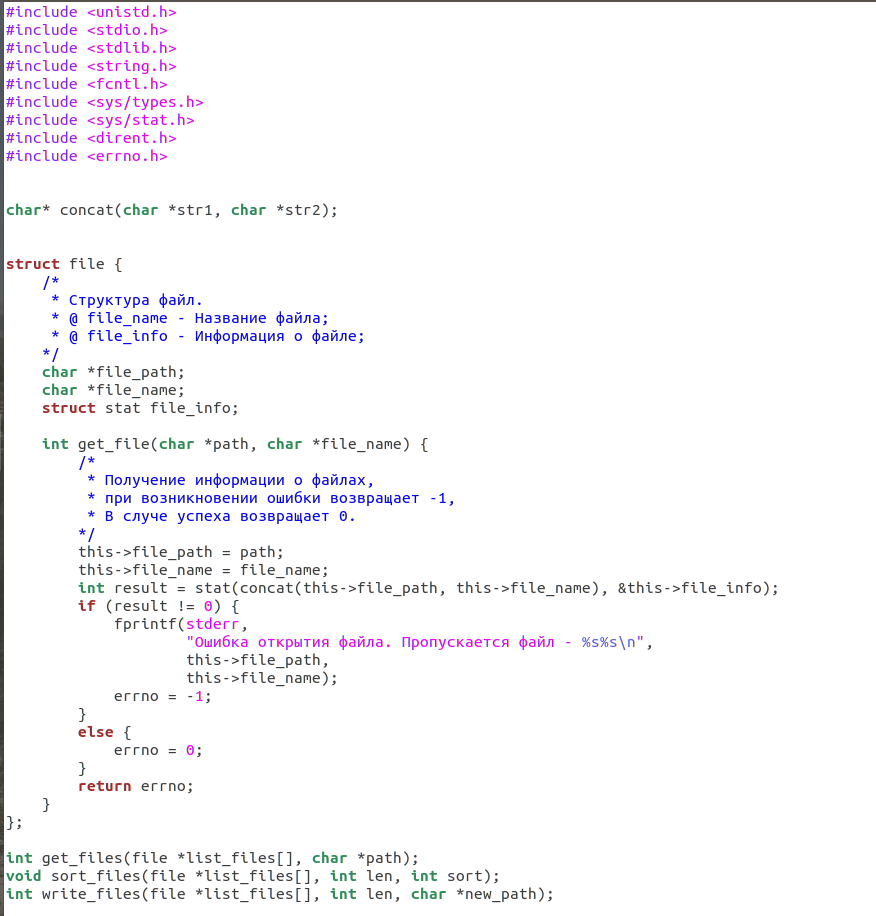 #include <unistd.h>
#include <stdio.h>
#include <stdlib.h>
#include <string.h>
#include <fcntl.h>
#include <sys/types.h>
#include <sys/stat.h>
#include <dirent.h>
#include <errno.h>


char* concat(char *str1, char *str2);


struct file {
    /*
     * Структура файл.
     * @ file_name - Название файла;
     * @ file_info - Информация о файле;
    */
    char *file_path;
    char *file_name;
    struct stat file_info;

    int get_file(char *path, char *file_name) {
        /*
         * Получение информации о файлах,
         * при возникновении ошибки возвращает -1,
         * В случе успеха возвращает 0.
        */
        this->file_path = path;
        this->file_name = file_name;
        int result = stat(concat(this->file_path, this->file_name), &this->file_info);
        if (result != 0) {
            fprintf(stderr,
                    "Ошибка открытия файла. Пропускается файл - %s%s\n",
                    this->file_path,
                    this->file_name);
            errno = -1;
        }
        else {
            errno = 0;
        }
        return errno;
    }
};

int get_files(file *list_files[], char *path);
void sort_files(file *list_files[], int len, int sort);
int write_files(file *list_files[], int len, char *new_path);